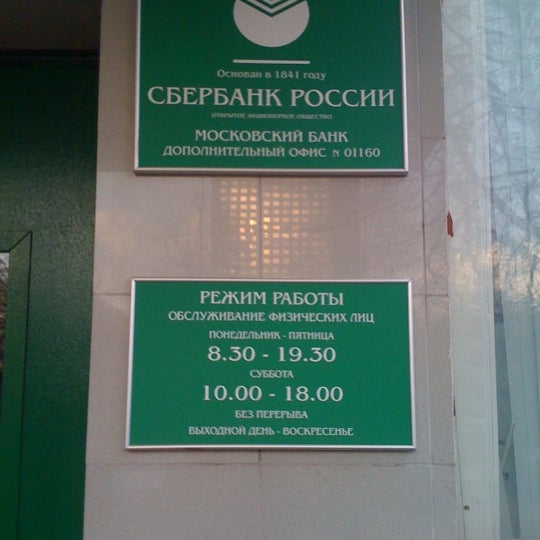 Основан в 1841 году
СБЕРБАНК РОССИИ
ОТКРЫТОЕ АКЦИОНЕРНОЕ ОБЩЕСТВО
МОСКОВСКИЙ БАНК
ДОПОЛНИТЕЛЬНЫЙ ОФИС N 01160
РЕЖИМ РАБОТЫ
ОБСЛУЖИВАНИЕ ФИЗИЧЕСКИХ ЛИЦ
ПОНЕДЕЛЬНИК - ПЯТНИЦА
8.30 - 19.30
СУББОТА
10.00 - 18.00
БЕЗ ПЕРЕРЫВА
ВЫХОДНОЙ ДЕНЬ - ВОСКРЕСЕНЬЕ